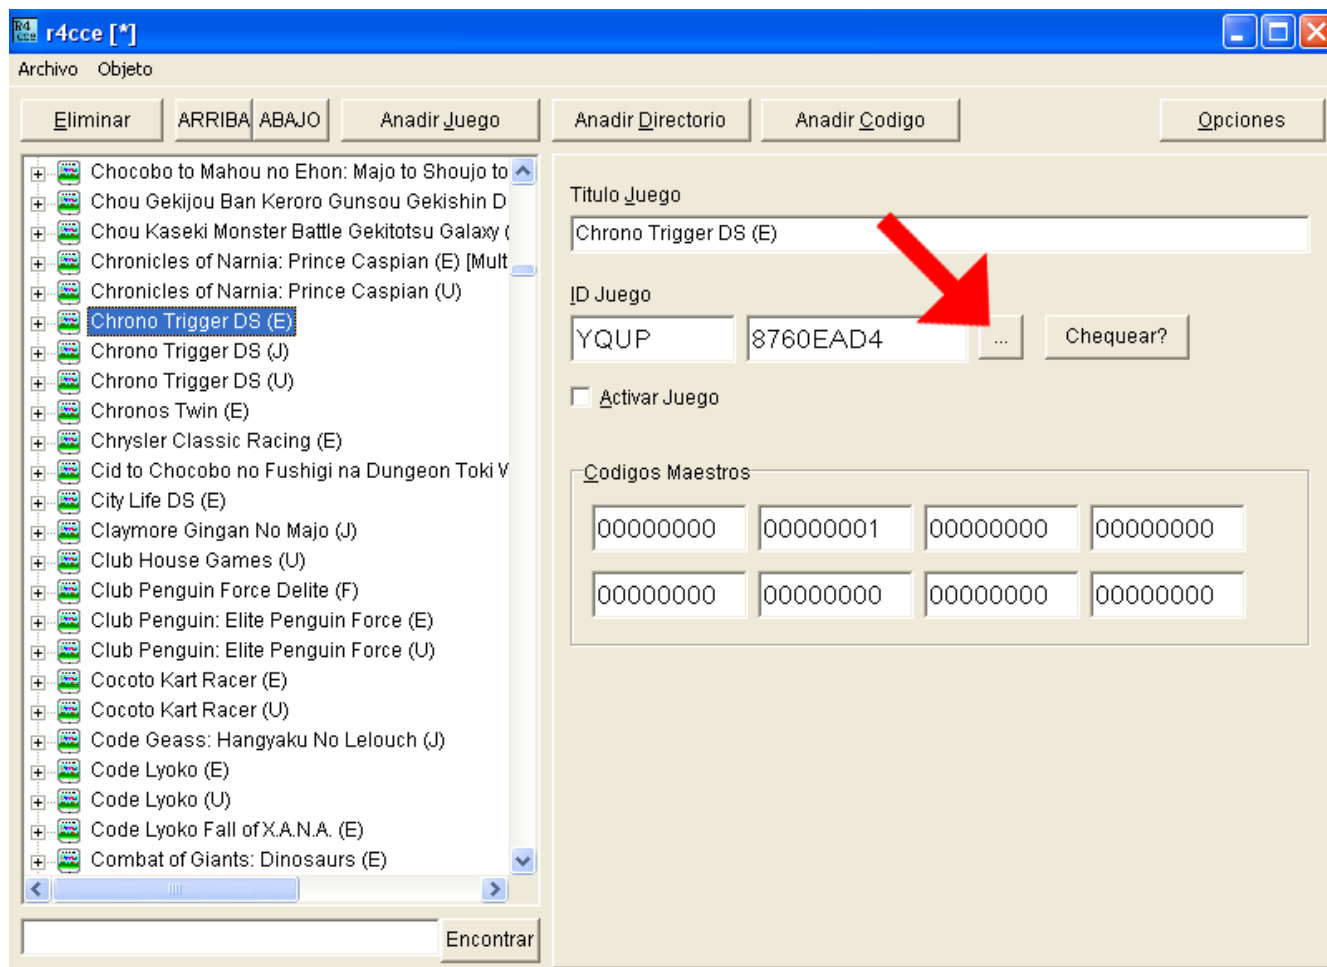 R4 cce r4cce [*]
Archivo Objeto
Eliminar ARRIBA ABAJO Anadir Juego Anadir Directorio Anadir Codigo Opciones
Chocobo to Mahou no Ehon: Majo to Shoujo to
Chou Gekijou Ban Keroro Gunsou Gekishin D
Chou Kaseki Monster Battle Gekitotsu Galaxy (
Chronicles of Narnia: Prince Caspian (E) [Mult
Chronicles of Narnia: Prince Caspian (U)
Chrono Trigger DS (E)
Chrono Trigger DS (J)
Chrono Trigger DS (U)
Chronos Twin (E)
Chrysler Classic Racing (E)
Cid to Chocobo no Fushigi na Dungeon Toki W
City Life DS (E)
Claymore Gingan No Majo (J)
Club House Games (U)
Club Penguin Force Delite (F)
Club Penguin: Elite Penguin Force (E)
Club Penguin: Elite Penguin Force (U)
Cocoto Kart Racer (E)
Cocoto Kart Racer (U)
Code Geass: Hangyaku No Lelouch (J)
Code Lyoko (E)
Code Lyoko (U)
Code Lyoko Fall of X.A.N.A. (E)
Combat of Giants: Dinosaurs (E)
Encontrar
Titulo Juego
Chrono Trigger DS (E)
ID Juego
YQUP 8760EAD4 ... Chequear?
Activar Juego
Codigos Maestros
00000000 00000001 00000000 00000000
00000000 00000000 00000000 00000000